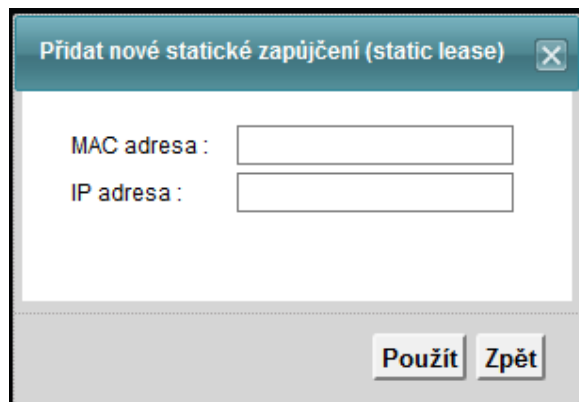 Přidat nové statické zapůjčení (static lease)
MAC adresa :
IP adresa :
Použít Zpět